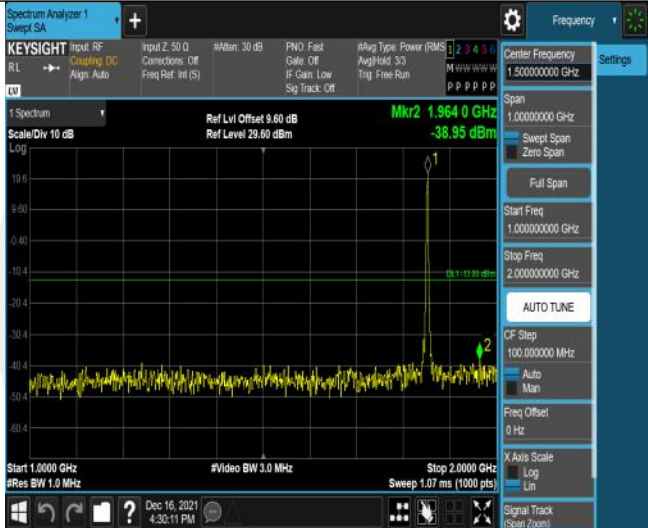 Spectrum Analyzer 1
Swept SA
+
Frequency
KEYSIGHT
RL
Input: RF
Coupling: DC
Align: Auto
Input Z: 50 Ω
Corrections: Off
Freq Ref: Int (S)
#Atten: 30 dB
PNO: Fast
Gate: Off
IF Gain: Low
Sig Track: Off
#Avg Type: Power (RMS
Avg|Hold: 3/3
Trig: Free Run
1 2 3 4 5 6
M W W W W W
P P P P P P
1 Spectrum
Scale/Div 10 dB
Ref Lvl Offset 9.60 dB
Ref Level 29.60 dBm
Mkr2 1.964 0 GHz
-38.95 dBm
Log
1
19.6
9.60
-0.40
-10.4
DL1 -13.00 dBm
-20.4
-30.4
2
-40.4
-50.4
-60.4
Start 1.0000 GHz
#Video BW 3.0 MHz
Stop 2.0000 GHz
#Res BW 1.0 MHz
Sweep 1.07 ms (1000 pts)
?
Dec 16, 2021
4:30:11 PM
Center Frequency
1.500000000 GHz
Settings
Span
1.00000000 GHz
Swept Span
Zero Span
Full Span
Start Freq
1.000000000 GHz
Stop Freq
2.000000000 GHz
AUTO TUNE
CF Step
100.000000 MHz
Auto
Man
Freq Offset
0 Hz
X Axis Scale
Log
Lin
Signal Track
(Span Zoom)